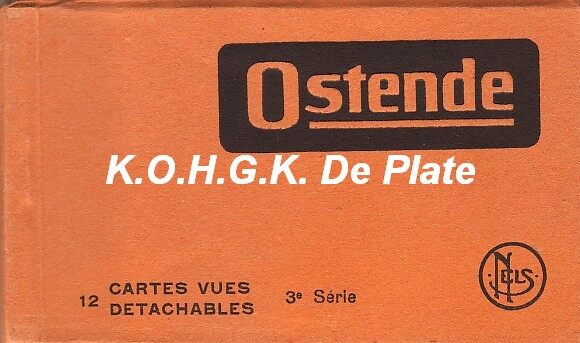 Ostende
K.O.H.G.K. De Plate
12 CARTES VUES
DETACHABLES
3e Série
NELS